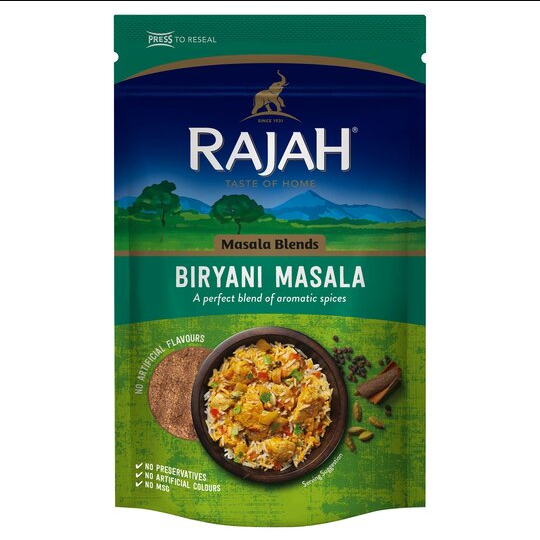 PRESS TO RESEAL
SINCE 1931
RAJAH®
TASTE OF HOME
Masala Blends
BIRYANI MASALA
A perfect blend of aromatic spices
NO ARTIFICIAL FLAVOURS
✓ NO PRESERVATIVES
✓ NO ARTIFICIAL COLOURS
✓ NO MSG
Serving Suggestion